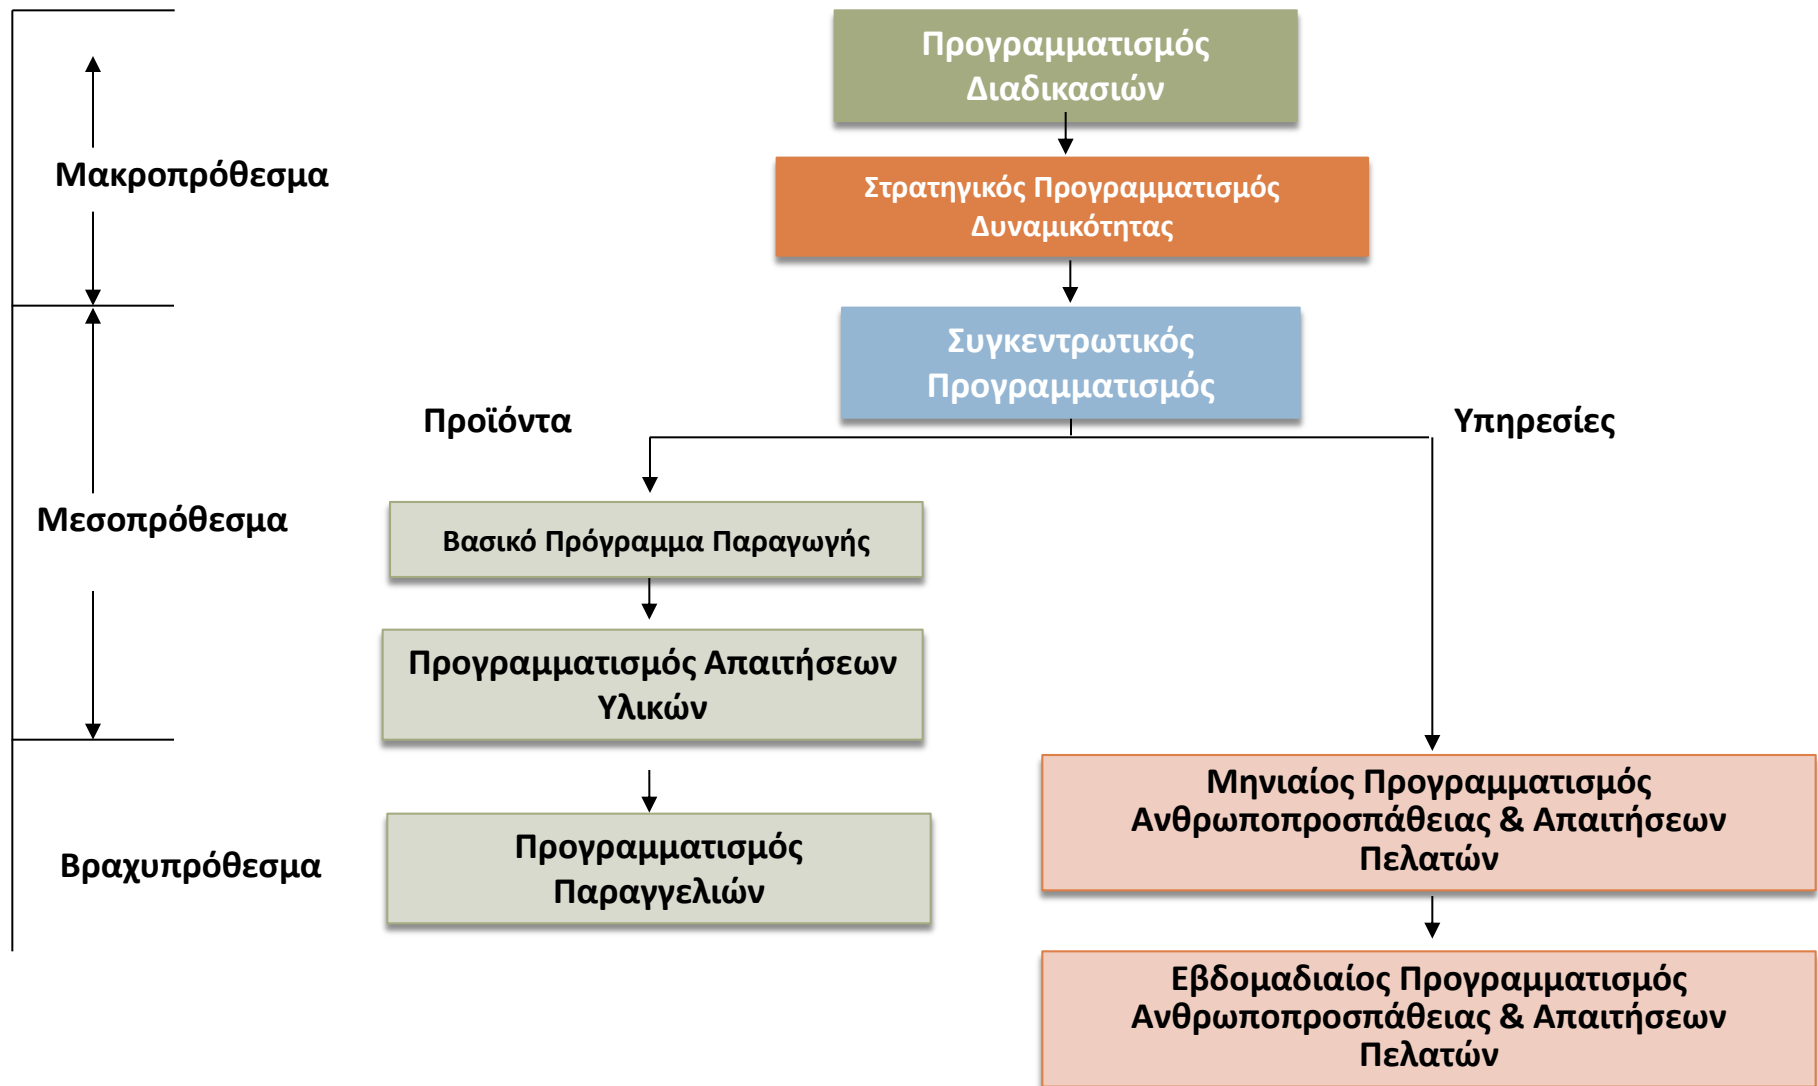 Προγραμματισμός
Διαδικασιών
Μακροπρόθεσμα
Στρατηγικός Προγραμματισμός
Δυναμικότητας
Συγκεντρωτικός
Προγραμματισμός
Προϊόντα
Υπηρεσίες
Μεσοπρόθεσμα
Βασικό Πρόγραμμα Παραγωγής
Προγραμματισμός Απαιτήσεων
Υλικών
Βραχυπρόθεσμα
Προγραμματισμός
Παραγγελιών
Μηνιαίος Προγραμματισμός
Ανθρωποπροσπάθειας & Απαιτήσεων
Πελατών
Εβδομαδιαίος Προγραμματισμός
Ανθρωποπροσπάθειας & Απαιτήσεων
Πελατών